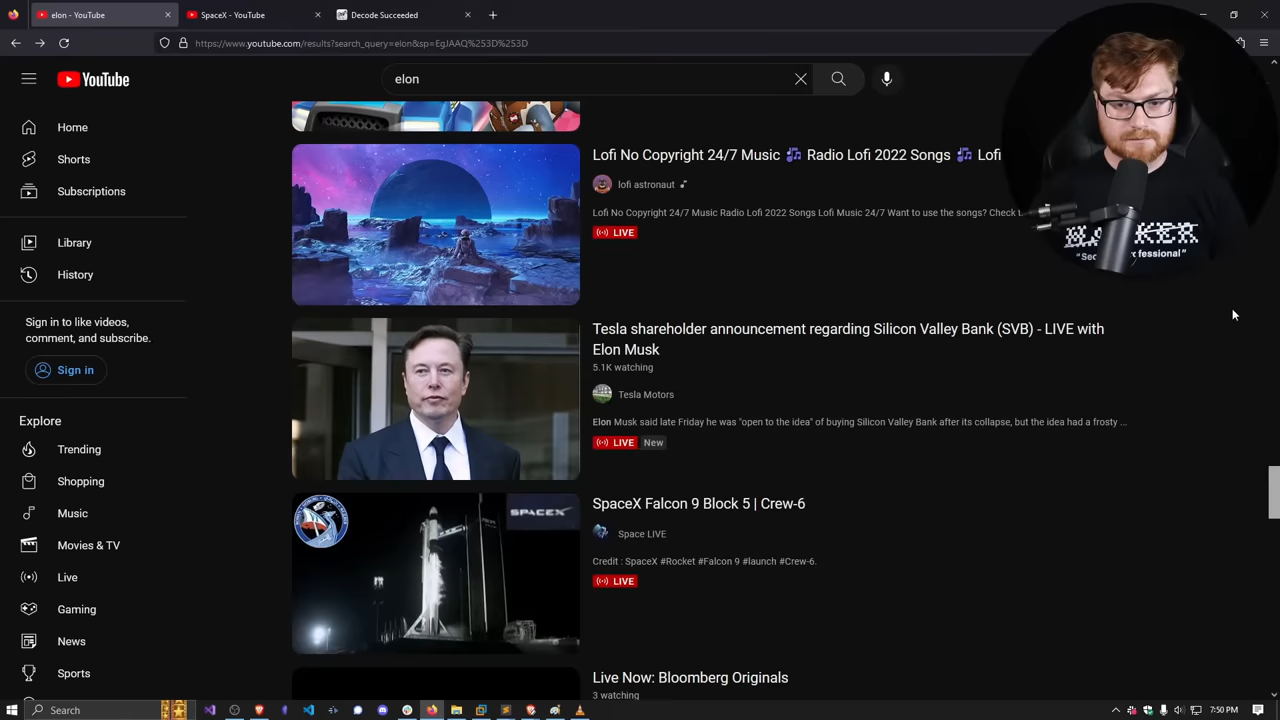 elon - YouTube
SpaceX - YouTube
Decode Succeeded
https://www.youtube.com/results?search_query=elon&sp=EgJAAQ%253D%253D
YouTube
elon
Home
Shorts
Subscriptions
Library
History
Sign in to like videos,
comment, and subscribe.
Sign in
Explore
Trending
Shopping
Music
Movies & TV
Live
Gaming
News
Sports
Lofi No Copyright 24/7 Music 🎶 Radio Lofi 2022 Songs 🎶 Lofi
lofi astronaut
Lofi No Copyright 24/7 Music Radio Lofi 2022 Songs Lofi Music 24/7 Want to use the songs? Check t
LIVE
Tesla shareholder announcement regarding Silicon Valley Bank (SVB) - LIVE with
Elon Musk
5.1K watching
Tesla Motors
Elon Musk said late Friday he was "open to the idea" of buying Silicon Valley Bank after its collapse, but the idea had a frosty ...
LIVE New
SPACEX
SpaceX Falcon 9 Block 5 | Crew-6
Space LIVE
Credit : SpaceX #Rocket #Falcon 9 #launch #Crew-6.
LIVE
Live Now: Bloomberg Originals
3 watching
Search
7:50 PM